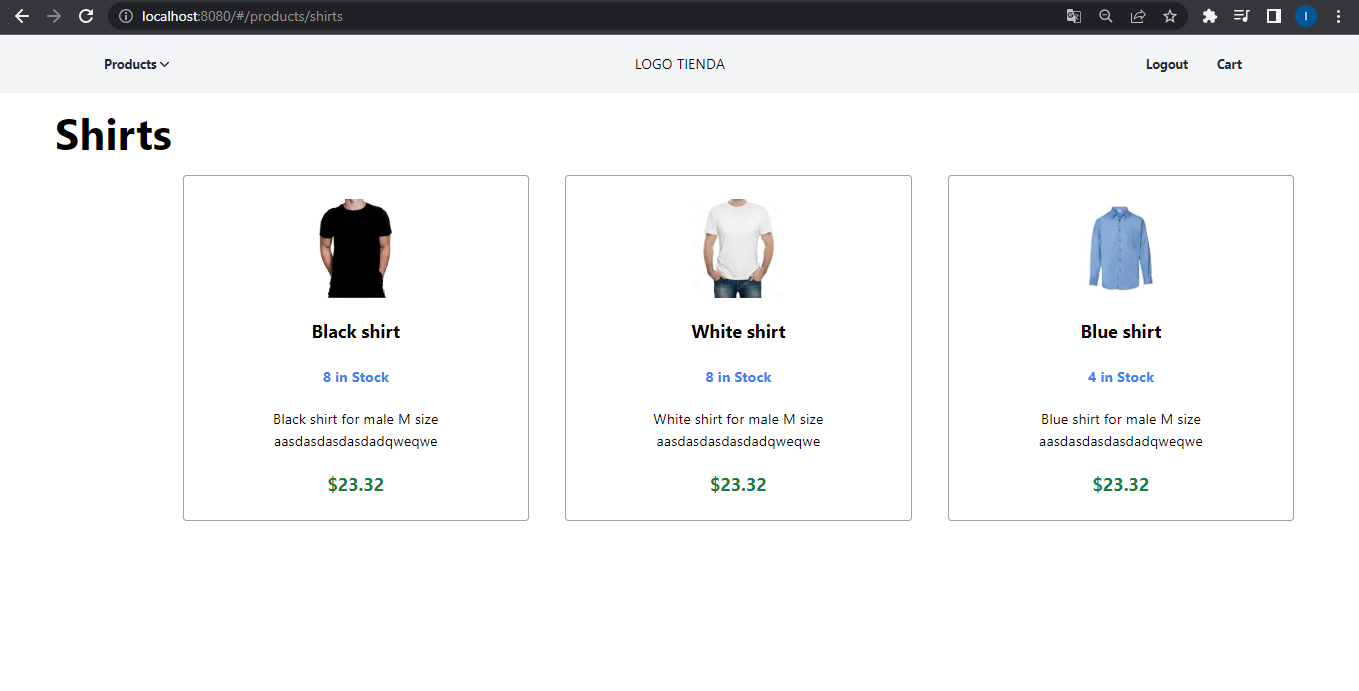 localhost:8080/#/products/shirts
I
Products
LOGO TIENDA
Logout
Cart
Shirts
Black shirt
8 in Stock
Black shirt for male M size
aasdasdasdasdadqweqwe
$23.32
White shirt
8 in Stock
White shirt for male M size
aasdasdasdasdadqweqwe
$23.32
Blue shirt
4 in Stock
Blue shirt for male M size
aasdasdasdasdadqweqwe
$23.32